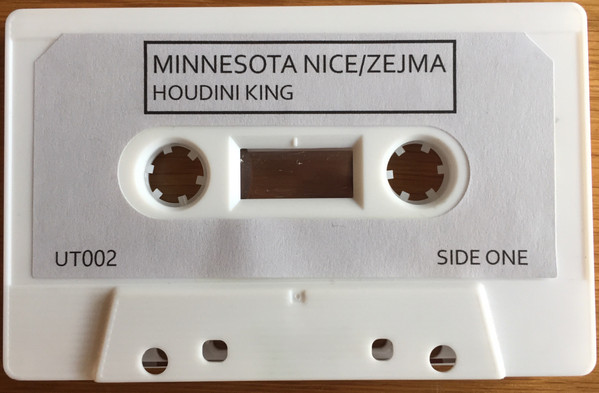 MINNESOTA NICE/ZEJMA
HOUDINI KING
UT002
SIDE ONE